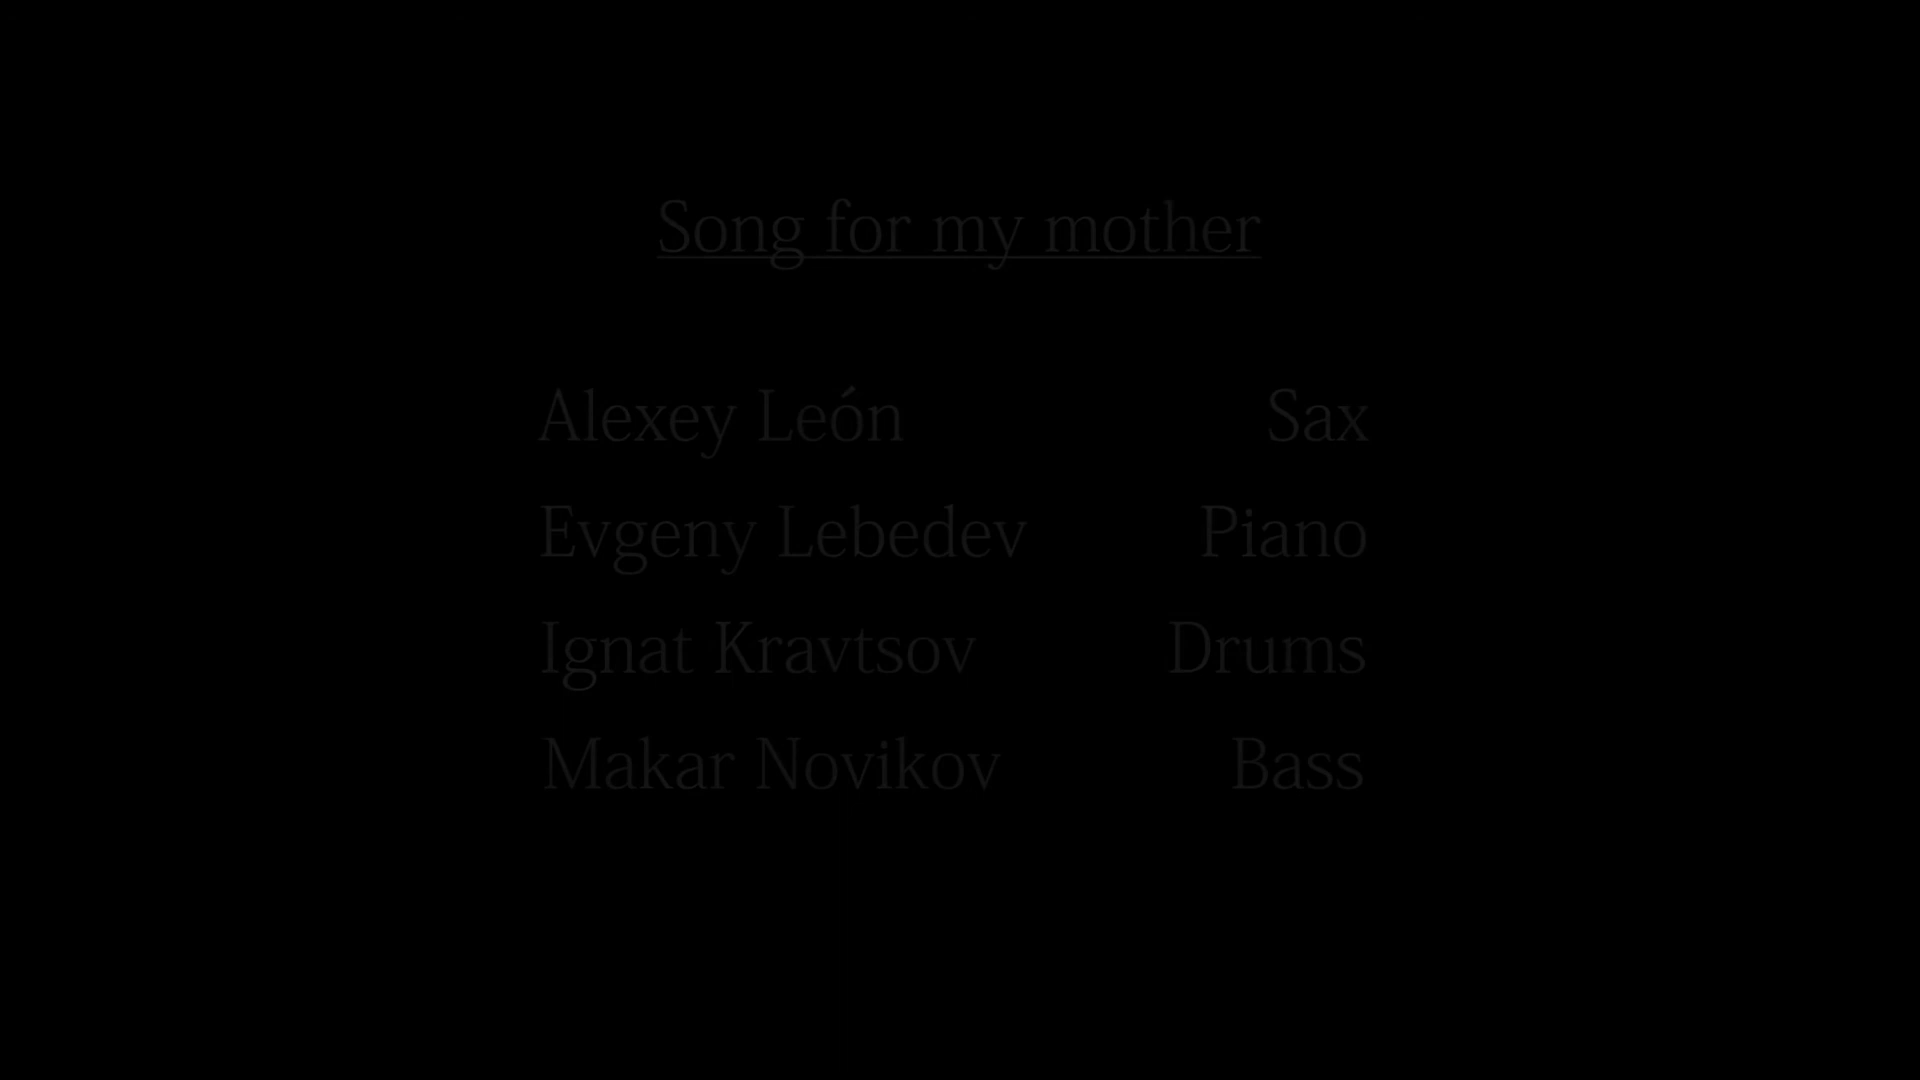 Song for my mother
Alexey León Sax
Evgeny Lebedev Piano
Ignat Kravtsov Drums
Makar Novikov Bass